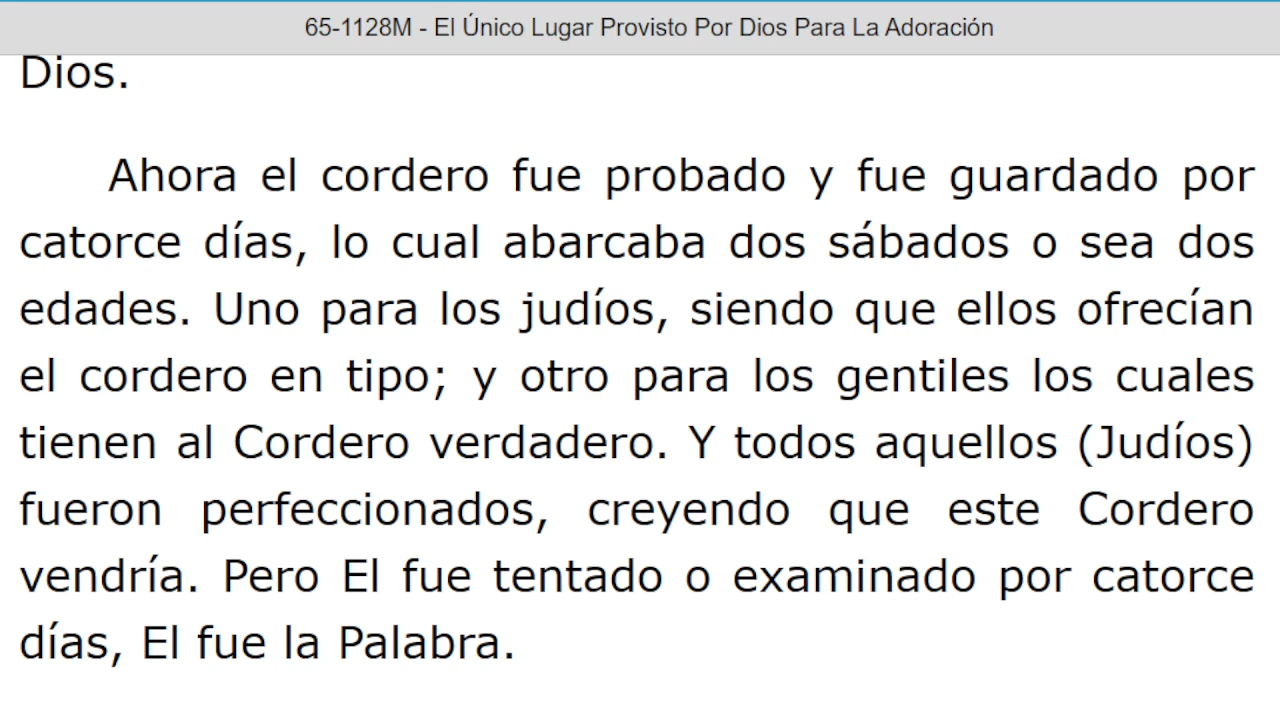 65-1128M - El Único Lugar Provisto Por Dios Para La Adoración
Dios.
Ahora el cordero fue probado y fue guardado por
catorce días, lo cual abarcaba dos sábados o sea dos
edades. Uno para los judíos, siendo que ellos ofrecían
el cordero en tipo; y otro para los gentiles los cuales
tienen al Cordero verdadero. Y todos aquellos (Judíos)
fueron perfeccionados, creyendo que este Cordero
vendría. Pero El fue tentado o examinado por catorce
días, El fue la Palabra.